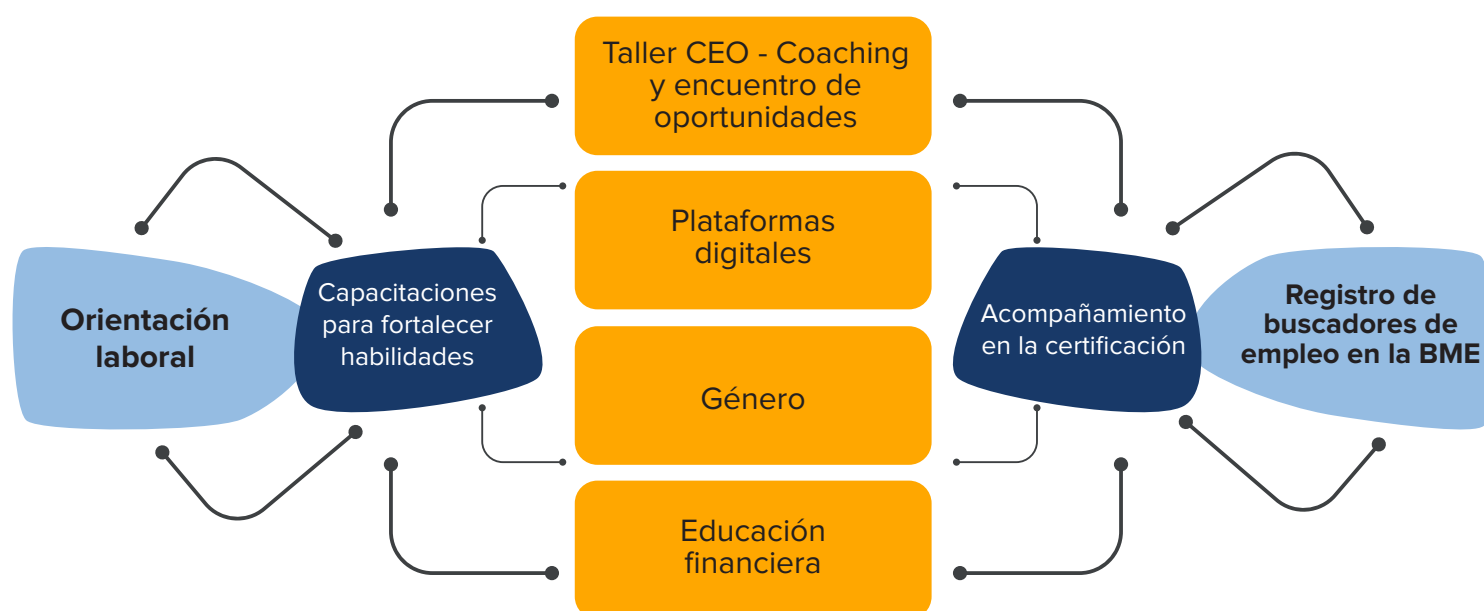 Orientación
laboral
Capacitaciones
para fortalecer
habilidades
Taller CEO - Coaching
y encuentro de
oportunidades
Plataformas
digitales
Género
Educación
financiera
Acompañamiento
en la certificación
Registro de
buscadores de
empleo en la BME